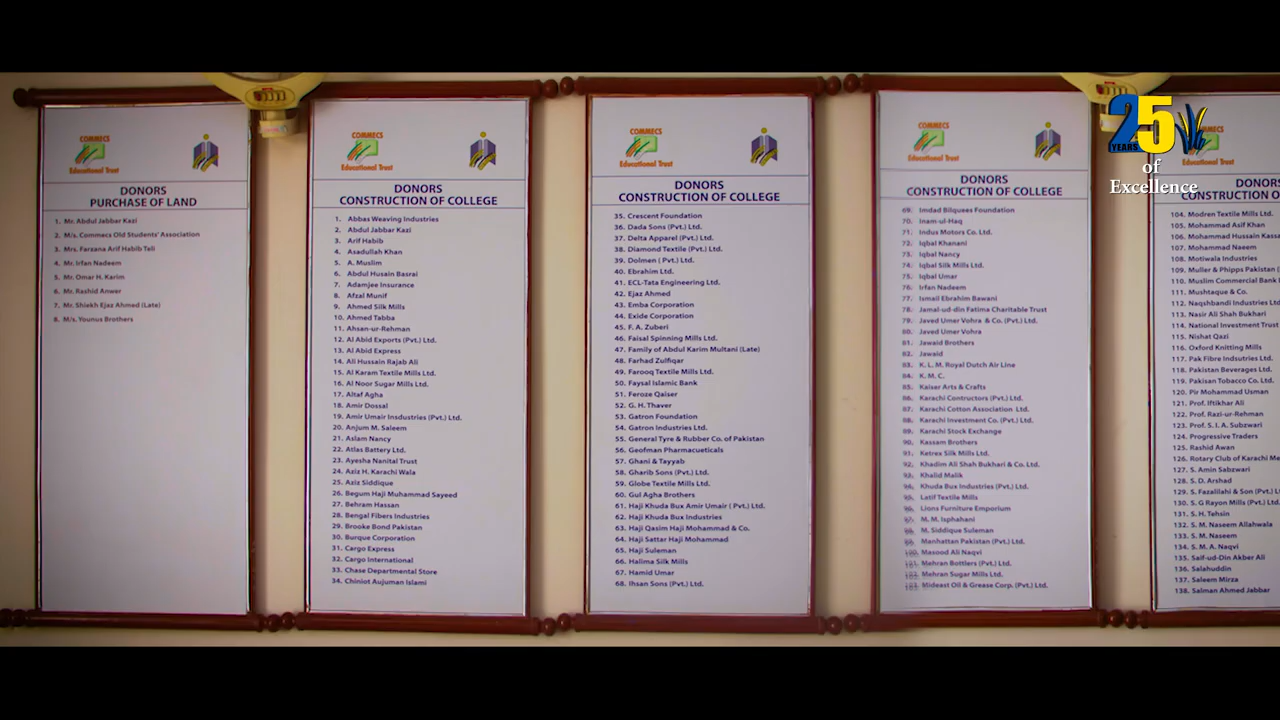 COMMECS
Educational Trust
DONORS
PURCHASE OF LAND
1. Mr. Abdul Jabbar Kazi
2. M/s. Commecs Old Students' Association
3. Mrs. Farzana Arif Habib Teli
4. Mr. Irfan Nadeem
5. Mr. Omar H. Karim
6. Mr. Rashid Anwer
7. Mr. Shiekh Ejaz Ahmed (Late)
8. M/s. Younus Brothers
COMMECS
Educational Trust
DONORS
CONSTRUCTION OF COLLEGE
1. Abbas Weaving Industries
2. Abdul Jabbar Kazi
3. Arif Habib
4. Asadullah Khan
5. A. Muslim
6. Abdul Husain Basrai
7. Adamjee Insurance
8. Afzal Munif
9. Ahmed Silk Mills
10. Ahmed Tabba
11. Ahsan-ur-Rehman
12. Al Abid Exports (Pvt.) Ltd.
13. Al Abid Express
14. Ali Hussain Rajab Ali
15. Al Karam Textile Mills Ltd.
16. Al Noor Sugar Mills Ltd.
17. Altaf Agha
18. Amir Dossal
19. Amir Umair Insdustries (Pvt.) Ltd.
20. Anjum M. Saleem
21. Aslam Nancy
22. Atlas Battery Ltd.
23. Ayesha Nanital Trust
24. Aziz H. Karachi Wala
25. Aziz Siddique
26. Begum Haji Muhammad Sayeed
27. Behram Hassan
28. Bengal Fibers Industries
29. Brooke Bond Pakistan
30. Burque Corporation
31. Cargo Express
32. Cargo International
33. Chase Departmental Store
34. Chiniot Aujuman Islami
COMMECS
Educational Trust
DONORS
CONSTRUCTION OF COLLEGE
35. Crescent Foundation
36. Dada Sons (Pvt.) Ltd.
37. Delta Apparel (Pvt.) Ltd.
38. Diamond Textile (Pvt.) Ltd.
39. Dolmen ( Pvt.) Ltd.
40. Ebrahim Ltd.
41. ECL-Tata Engineering Ltd.
42. Ejaz Ahmed
43. Emba Corporation
44. Exide Corporation
45. F. A. Zuberi
46. Faisal Spinning Mills Ltd.
47. Family of Abdul Karim Multani (Late)
48. Farhad Zulfiqar
49. Farooq Textile Mills Ltd.
50. Faysal Islamic Bank
51. Feroze Qaiser
52. G. H. Thaver
53. Gatron Foundation
54. Gatron Industries Ltd.
55. General Tyre & Rubber Co. of Pakistan
56. Geofman Pharmacueticals
57. Ghani & Tayyab
58. Gharib Sons (Pvt.) Ltd.
59. Globe Textile Mills Ltd.
60. Gul Agha Brothers
61. Haji Khuda Bux Amir Umair ( Pvt.) Ltd.
62. Haji Khuda Bux Industries
63. Haji Qasim Haji Mohammad & Co.
64. Haji Sattar Haji Mohammad
65. Haji Suleman
66. Halima Silk Mills
67. Hamid Umar
68. Ihsan Sons (Pvt.) Ltd.
COMMECS
Educational Trust
DONORS
CONSTRUCTION OF COLLEGE
69. Imdad Bilquees Foundation
70. Inam-ul-Haq
71. Indus Motors Co. Ltd.
72. Iqbal Khanani
73. Iqbal Nancy
74. Iqbal Silk Mills Ltd.
75. Iqbal Umar
76. Irfan Nadeem
77. Ismail Ebrahim Bawani
78. Jamal-ud-din Fatima Charitable Trust
79. Javed Umer Vohra & Co. (Pvt.) Ltd.
80. Javed Umer Vohra
81. Jawaid Brothers
82. Jawaid
83. K. L. M. Royal Dutch Air Line
84. K. M. C.
85. Kaiser Arts & Crafts
86. Karachi Contructors (Pvt.) Ltd.
87. Karachi Cotton Association Ltd.
88. Karachi Investment Co. (Pvt.) Ltd.
89. Karachi Stock Exchange
90. Kassam Brothers
91. Ketrex Silk Mills Ltd.
92. Khadim Ali Shah Bukhari & Co. Ltd.
93. Khalid Malik
94. Khuda Bux Industries (Pvt.) Ltd.
95. Latif Textile Mills
96. Lions Furniture Emporium
97. M. M. Isphahani
98. M. Siddique Suleman
99. Manhattan Pakistan (Pvt.) Ltd.
100. Masood Ali Naqvi
101. Mehran Bottlers (Pvt.) Ltd.
102. Mehran Sugar Mills Ltd.
103. Mideast Oil & Grease Corp. (Pvt.) Ltd.
25
YEARS
of
Excellence
COMMECS
Educational Trust
DONORS
CONSTRUCTION O
104. Modren Textile Mills Ltd.
105. Mohammad Asif Khan
106. Mohammad Hussain Kassa
107. Mohammad Naeem
108. Motiwala Industries
109. Muller & Phipps Pakistan (
110. Muslim Commercial Bank
111. Mushtaque & Co.
112. Naqshbandi Industries Ltd
113. Nasir Ali Shah Bukhari
114. National Investment Trust
115. Nishat Qazi
116. Oxford Knitting Mills
117. Pak Fibre Indsutries Ltd.
118. Pakistan Beverages Ltd.
119. Pakisan Tobacco Co. Ltd.
120. Pir Mohammad Usman
121. Prof. Iftikhar Ali
122. Prof. Razi-ur-Rehman
123. Prof. S. I. A. Subzwari
124. Progressive Traders
125. Rashid Awan
126. Rotary Club of Karachi Me
127. S. Amin Sabzwari
128. S. D. Arshad
129. S. Fazalilahi & Son (Pvt.) L
130. S. G Rayon Mills (Pvt.) Ltd
131. S. H. Tehsin
132. S. M. Naseem Allahwala
133. S. M. Naseem
134. S. M. A. Naqvi
135. Saif-ud-Din Akber Ali
136. Salahuddin
137. Saleem Mirza
138. Salman Ahmed Jabbar